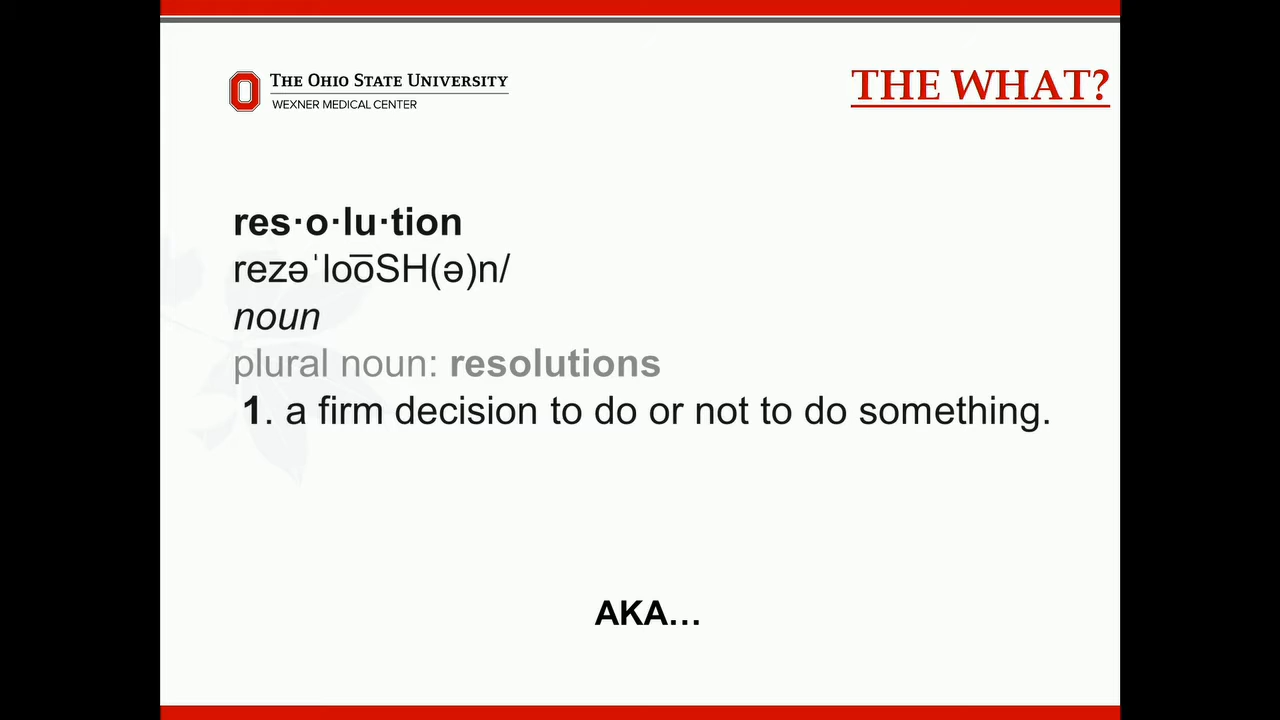 THE OHIO STATE UNIVERSITY
WEXNER MEDICAL CENTER
THE WHAT?
res·o·lu·tion
rezəˈlo͞oSH(ə)n/
noun
plural noun: resolutions
1. a firm decision to do or not to do something.
AKA…